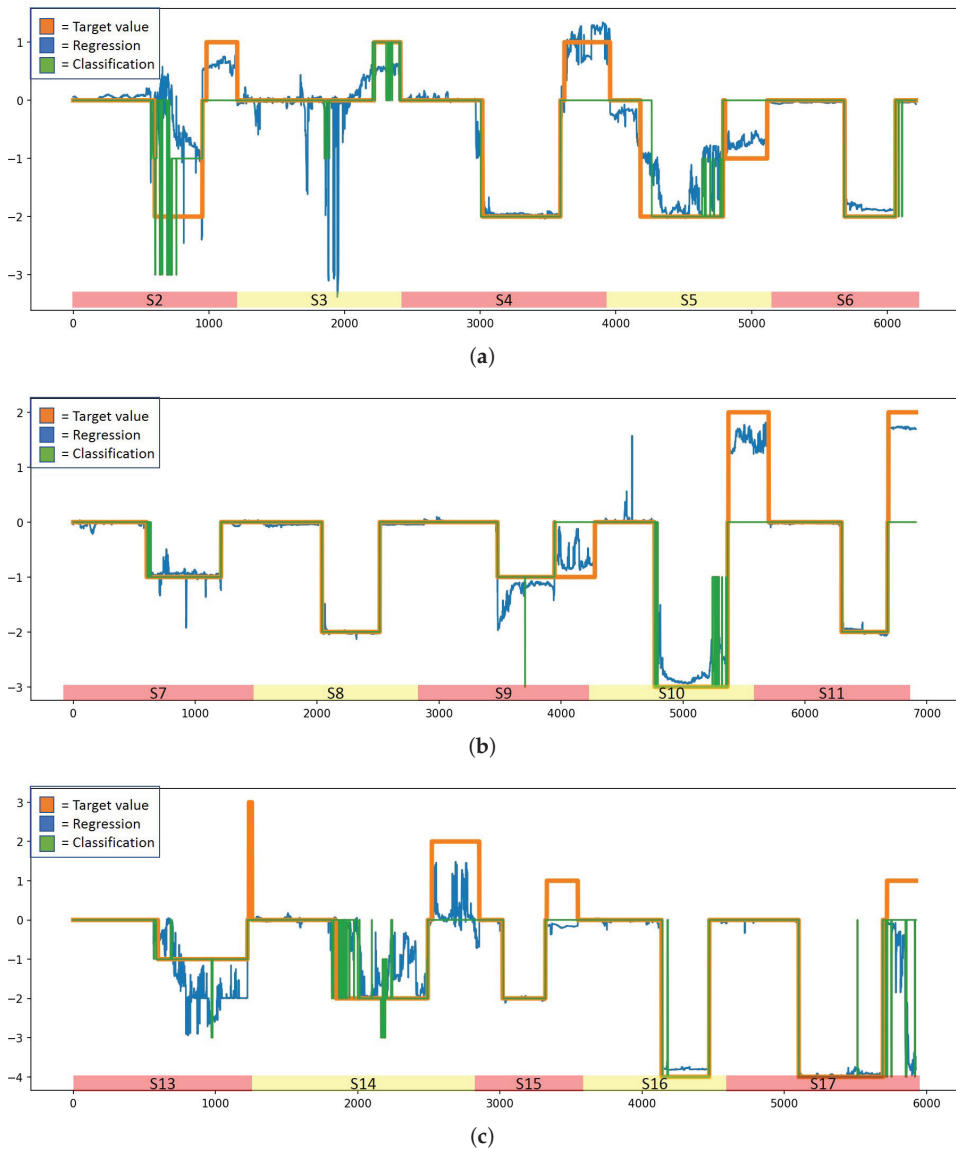 = Target value
= Regression
= Classification
1
0
−1
−2
−3
S2 S3 S4 S5 S6
0 1000 2000 3000 4000 5000 6000
(a)
= Target value
= Regression
= Classification
2
1
0
−1
−2
−3
S7 S8 S9 S10 S11
0 1000 2000 3000 4000 5000 6000 7000
(b)
= Target value
= Regression
= Classification
3
2
1
0
−1
−2
−3
−4
S13 S14 S15 S16 S17
0 1000 2000 3000 4000 5000 6000
(c)